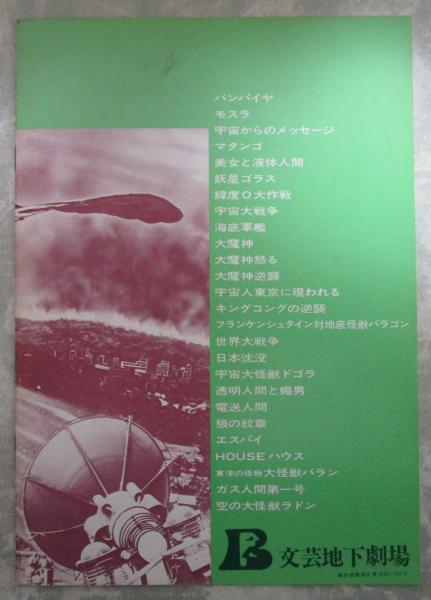 バンパイヤ
モスラ
宇宙からのメッセージ
マタンゴ
美女と液体人間
妖星ゴラス
緯度0大作戦
宇宙大戦争
海底軍艦
大魔神
大魔神怒る
大魔神逆襲
宇宙人東京に現われる
キングコングの逆襲
フランケンシュタイン対地底怪獣バラゴン
世界大戦争
日本沈没
宇宙大怪獣ドゴラ
透明人間と蠅男
電送人間
狼の紋章
エスパイ
HOUSEハウス
東洋の怪物大怪獣バラン
ガス人間第一号
空の大怪獣ラドン
B 文芸地下劇場